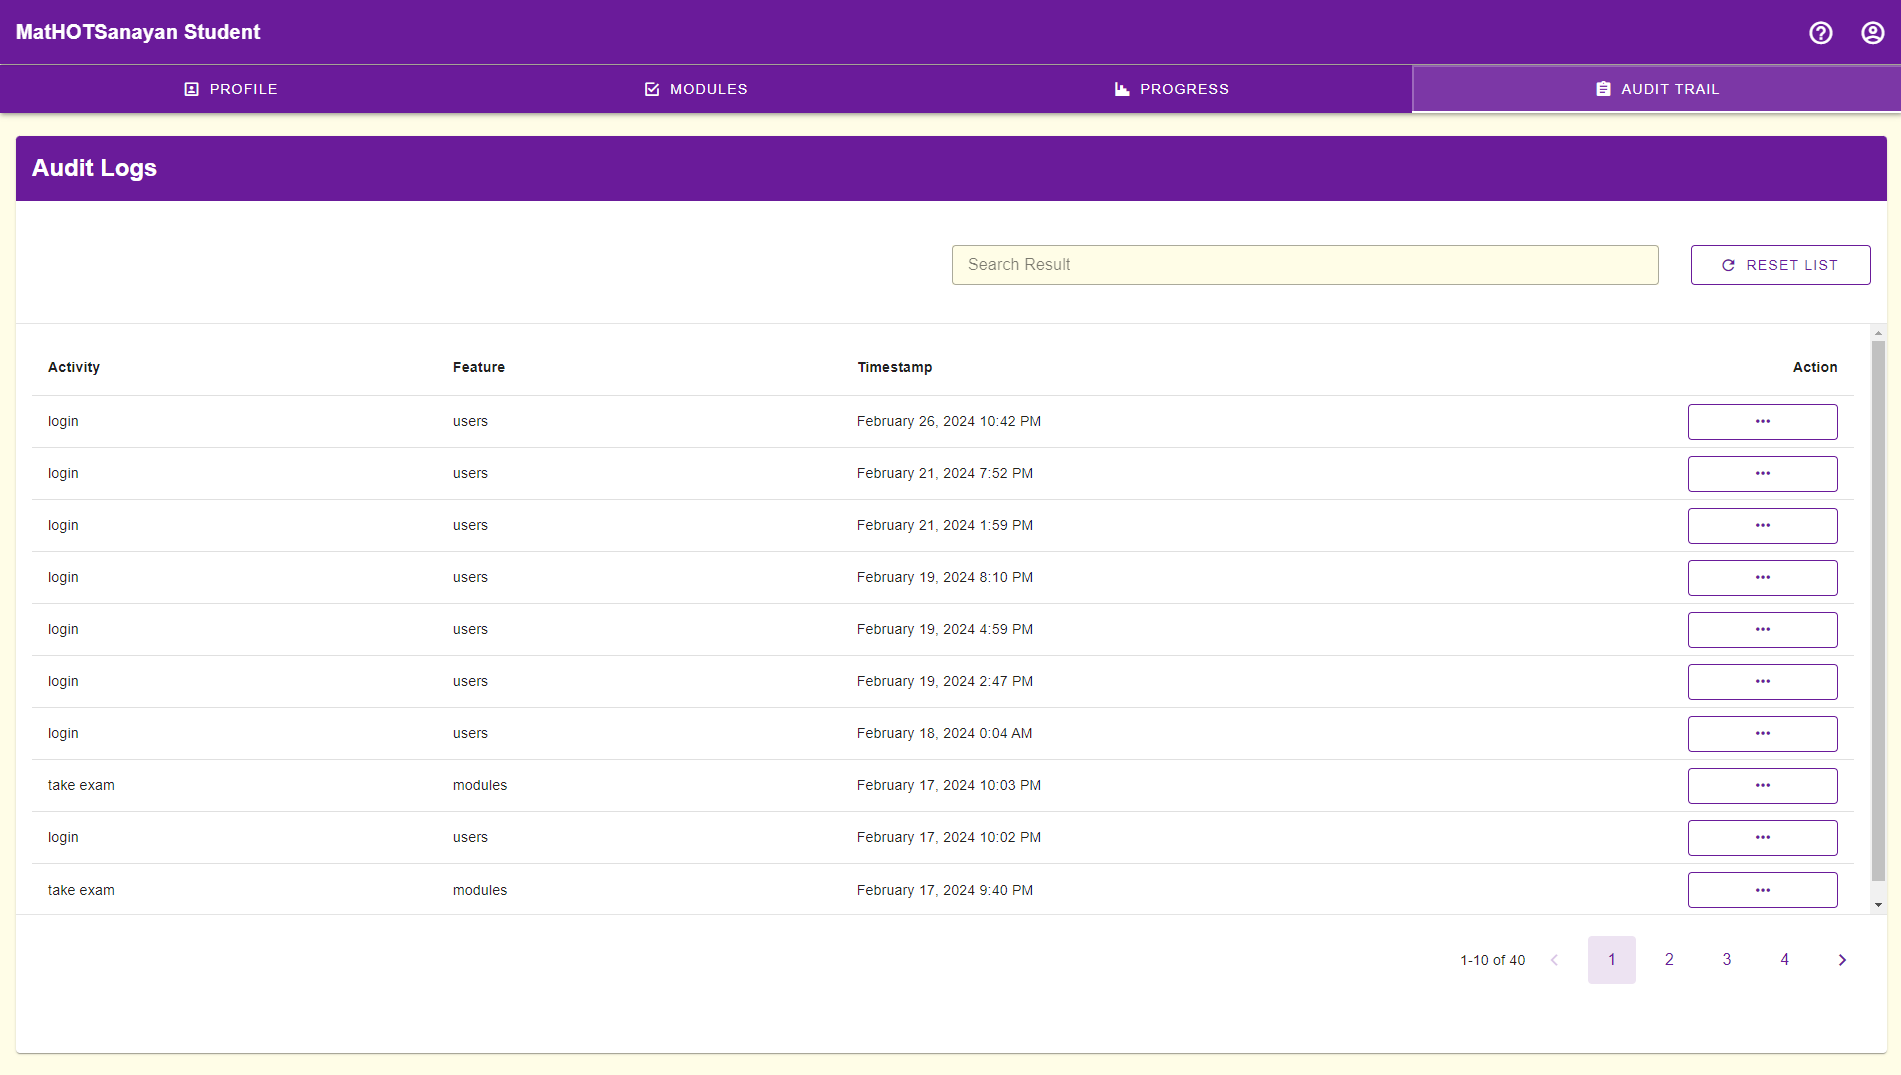 MatHOTSanayan Student
PROFILE MODULES PROGRESS AUDIT TRAIL
Audit Logs
Search Result RESET LIST
Activity Feature Timestamp Action
login users February 26, 2024 10:42 PM
login users February 21, 2024 7:52 PM
login users February 21, 2024 1:59 PM
login users February 19, 2024 8:10 PM
login users February 19, 2024 4:59 PM
login users February 19, 2024 2:47 PM
login users February 18, 2024 0:04 AM
take exam modules February 17, 2024 10:03 PM
login users February 17, 2024 10:02 PM
take exam modules February 17, 2024 9:40 PM
1-10 of 40 1 2 3 4